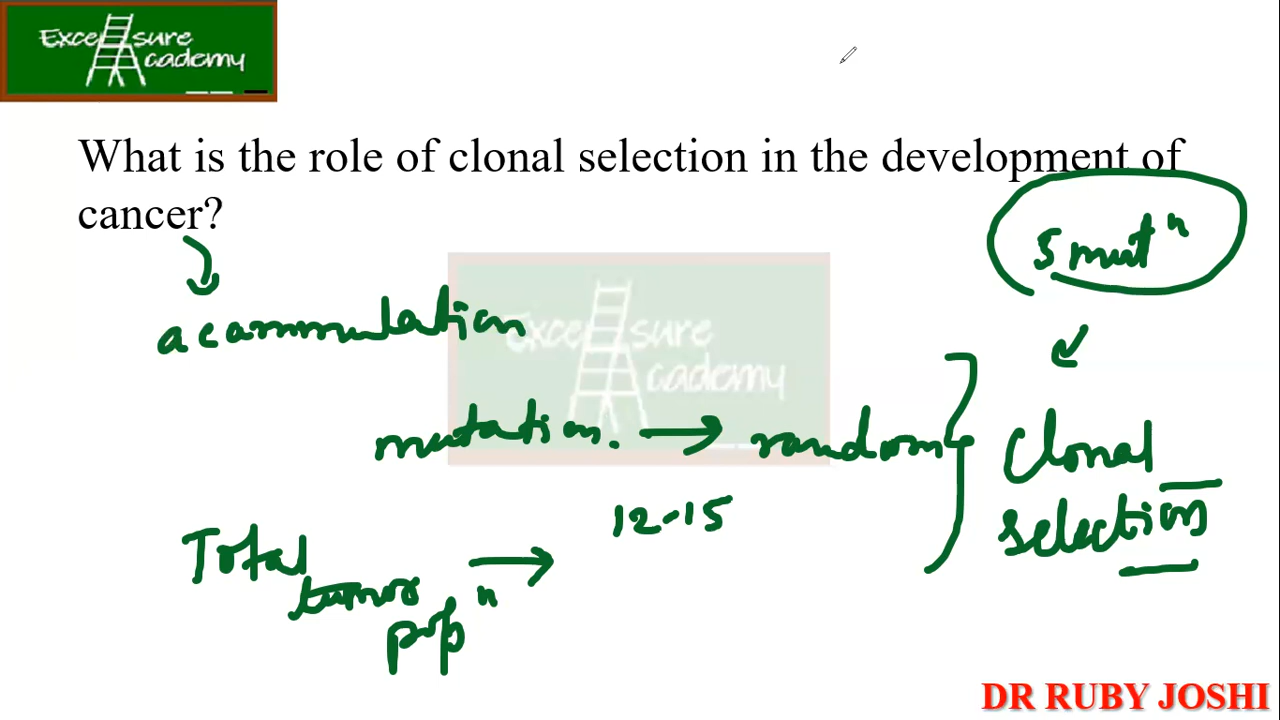 Excel sure
Academy
What is the role of clonal selection in the development of
cancer?
5 mutⁿ
acammulation
Excel sure
Academy
mutation. → random
Clonal
selection
12-15
Total
tumor
popⁿ →
DR RUBY JOSHI